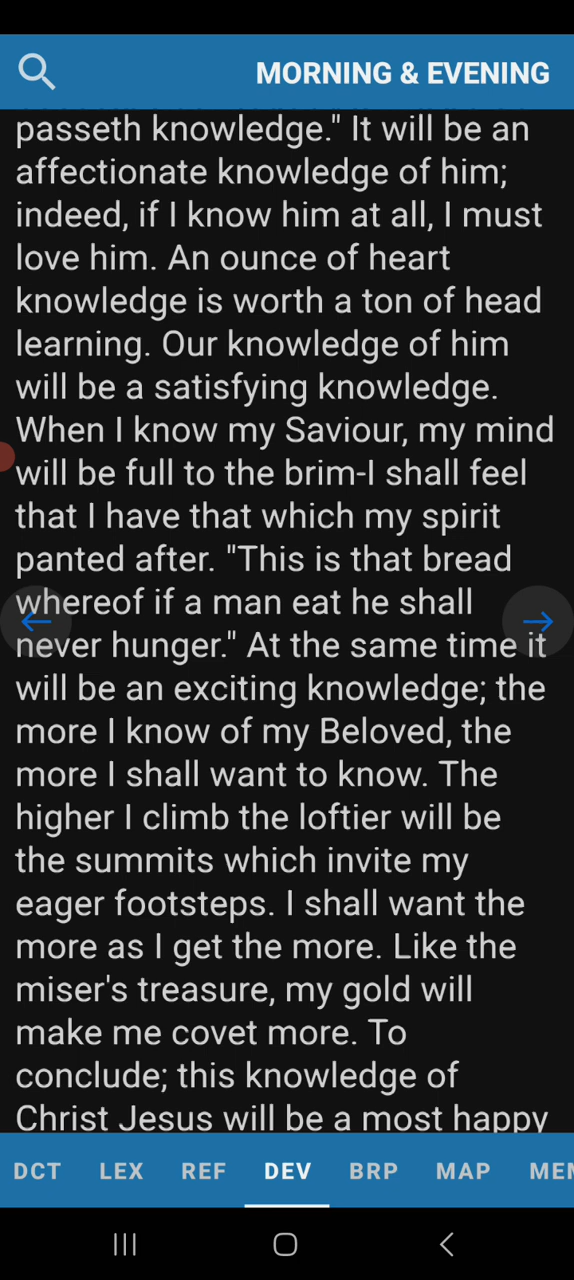 MORNING & EVENING
passeth knowledge." It will be an
affectionate knowledge of him;
indeed, if I know him at all, I must
love him. An ounce of heart
knowledge is worth a ton of head
learning. Our knowledge of him
will be a satisfying knowledge.
When I know my Saviour, my mind
will be full to the brim-I shall feel
that I have that which my spirit
panted after. "This is that bread
whereof if a man eat he shall
never hunger." At the same time it
will be an exciting knowledge; the
more I know of my Beloved, the
more I shall want to know. The
higher I climb the loftier will be
the summits which invite my
eager footsteps. I shall want the
more as I get the more. Like the
miser's treasure, my gold will
make me covet more. To
conclude; this knowledge of
Christ Jesus will be a most happy
DCT LEX REF DEV BRP MAP